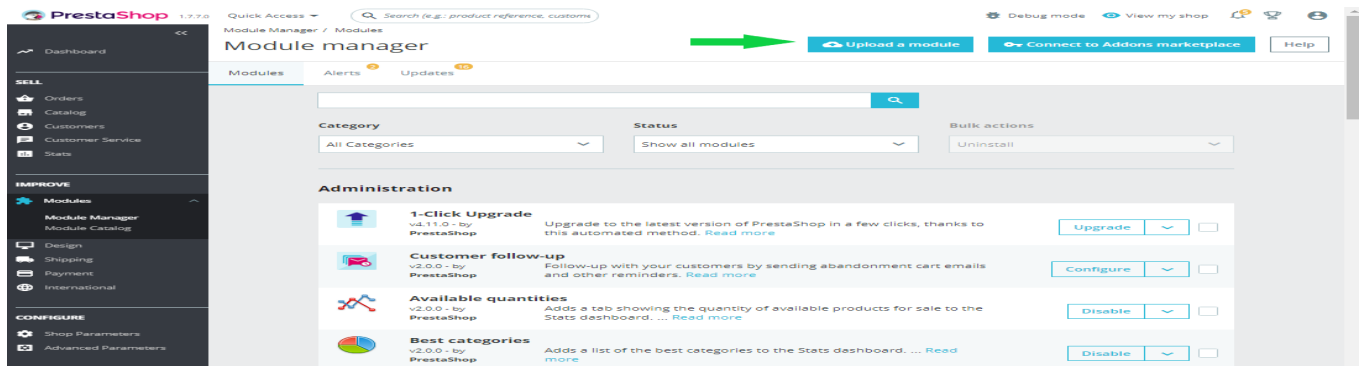 PrestaShop 1.7.7.0 Quick Access Search (e.g.: product reference, custome Debug mode View my shop
<<
Dashboard
SELL
Orders
Catalog
Customers
Customer Service
Stats
IMPROVE
Modules
Module Manager
Module Catalog
Design
Shipping
Payment
International
CONFIGURE
Shop Parameters
Advanced Parameters
Module Manager / Modules
Module manager
Upload a module Connect to Addons marketplace Help
Modules Alerts 2 Updates 18
Category Status Bulk actions
All Categories Show all modules Uninstall
Administration
1-Click Upgrade
v4.11.0 - by
PrestaShop
Upgrade to the latest version of PrestaShop in a few clicks, thanks to
this automated method. Read more
Upgrade
Customer follow-up
v2.0.0 - by
PrestaShop
Follow-up with your customers by sending abandonment cart emails
and other reminders. Read more
Configure
Available quantities
v2.0.0 - by
PrestaShop
Adds a tab showing the quantity of available products for sale to the
Stats dashboard. ... Read more
Disable
Best categories
v2.0.0 - by
PrestaShop
Adds a list of the best categories to the Stats dashboard. ... Read
more
Disable